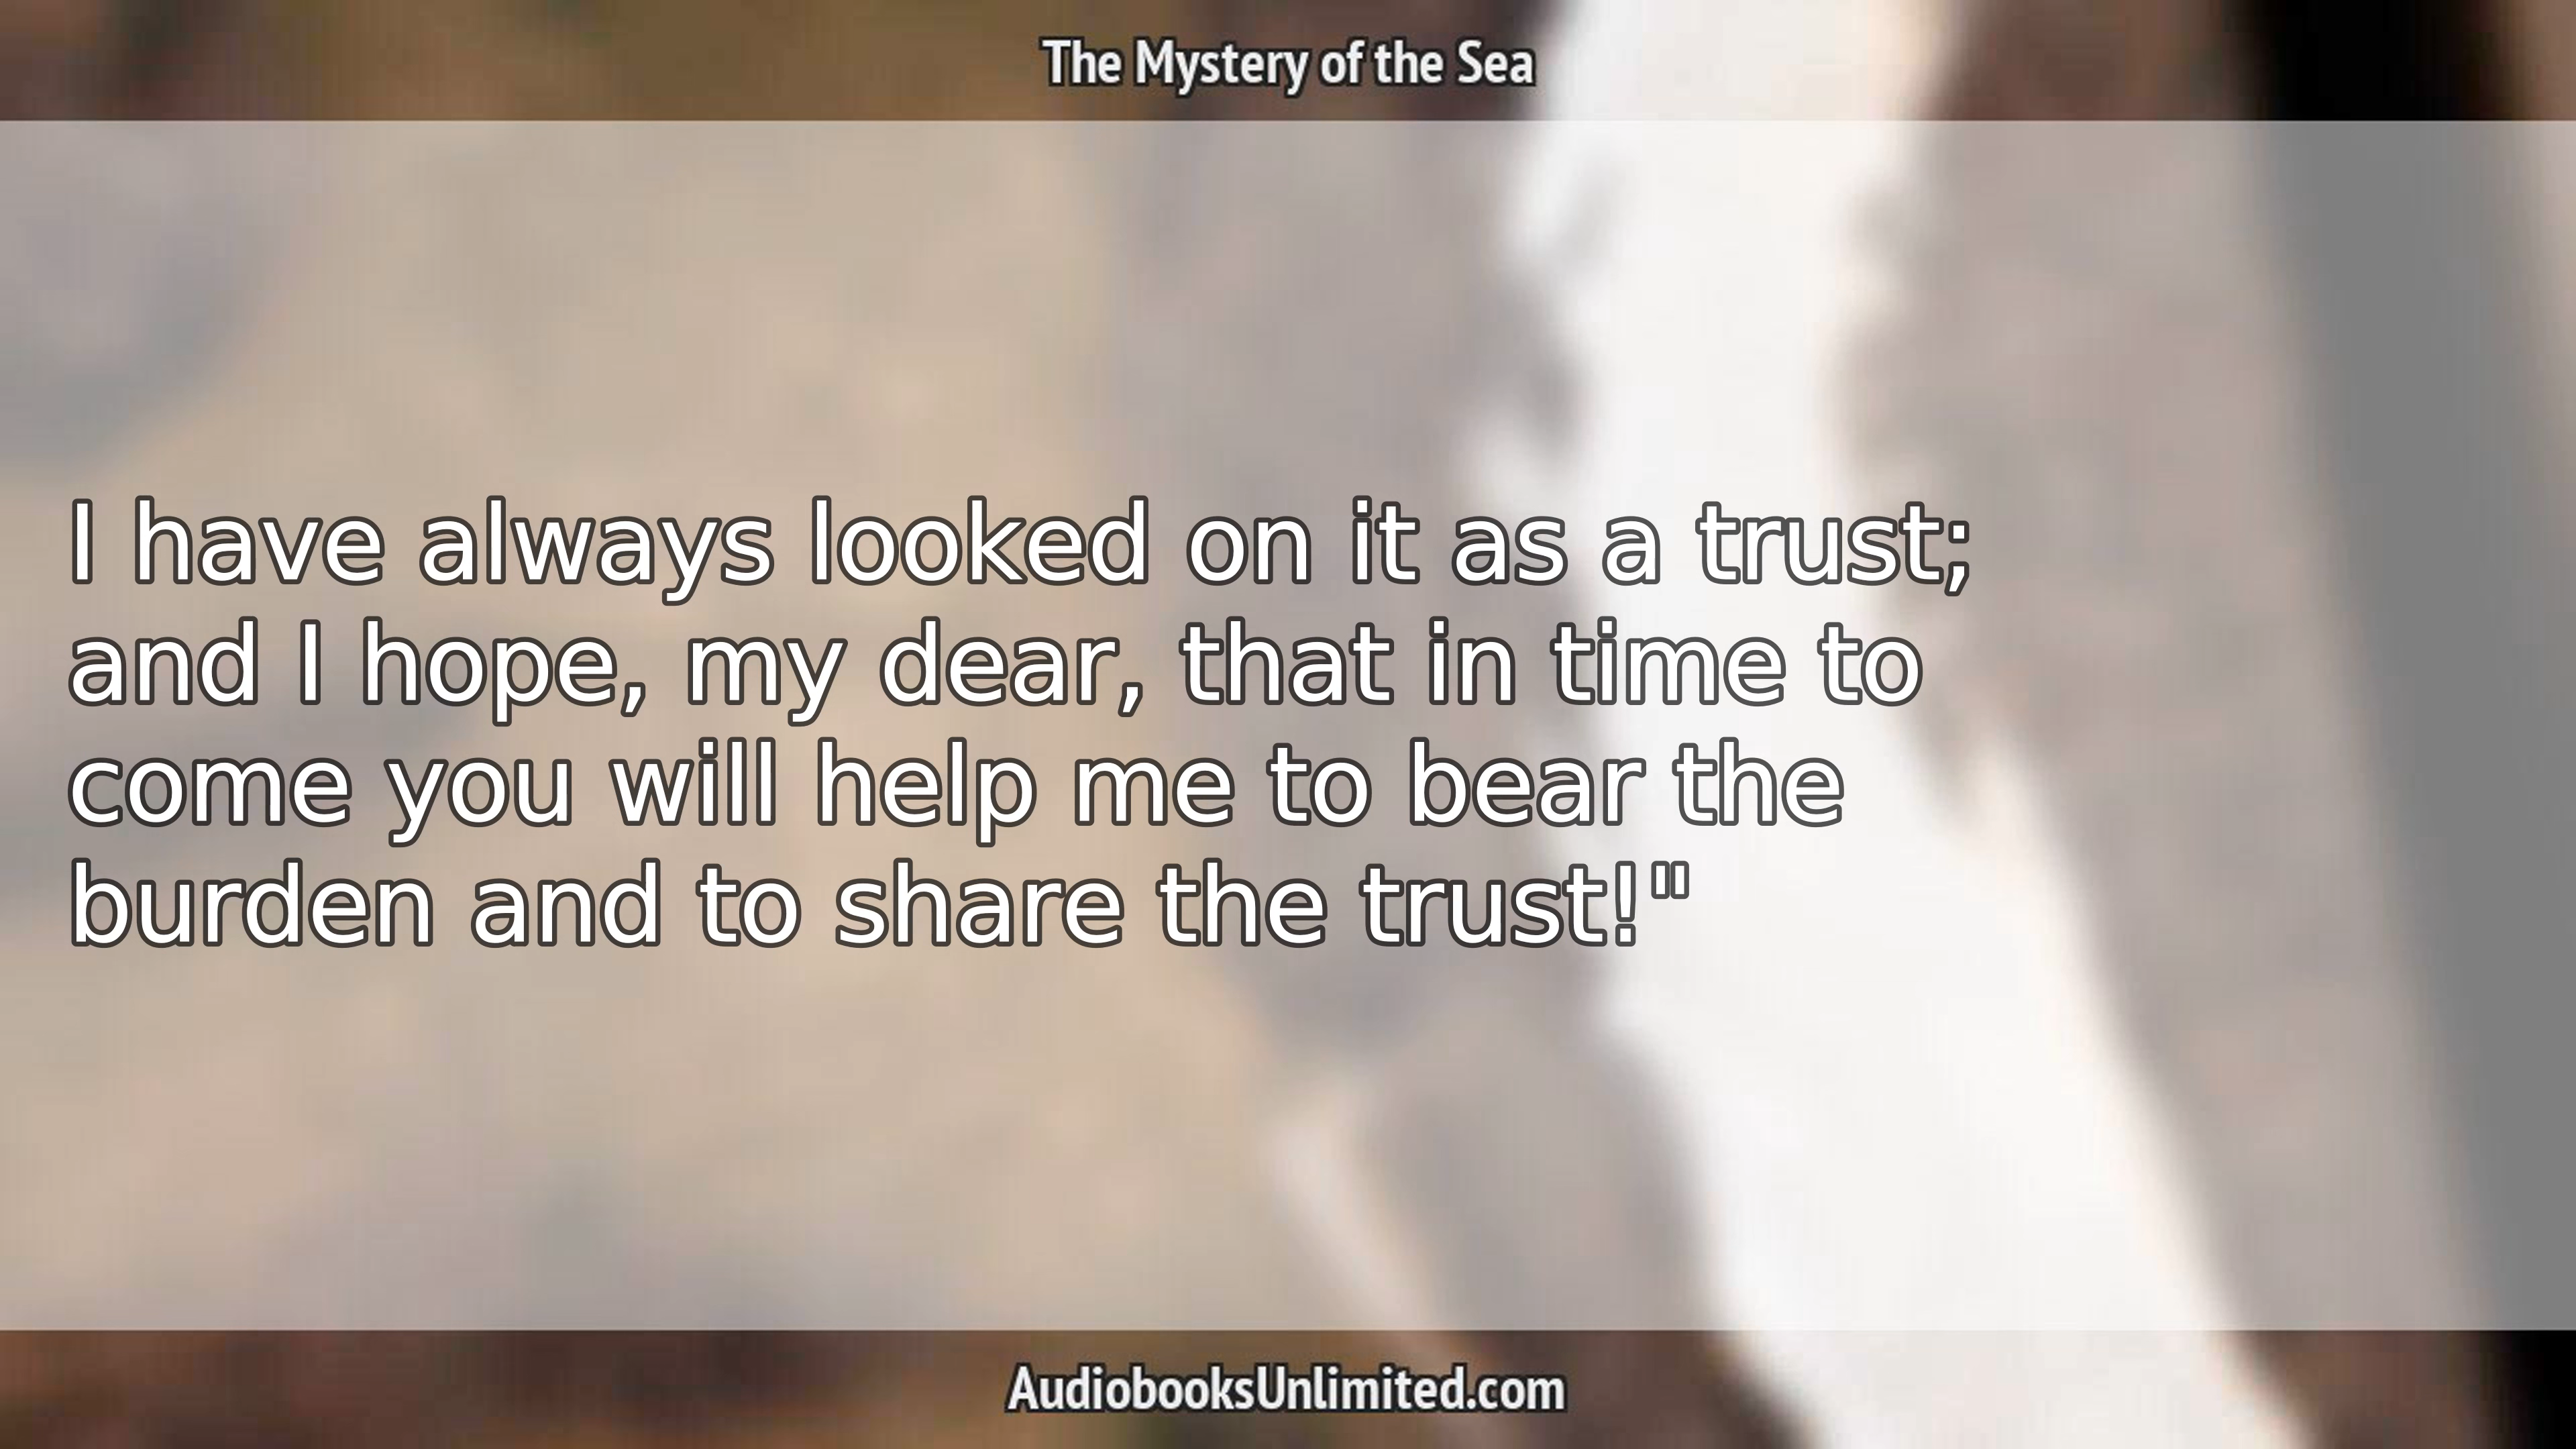 The Mystery of the Sea
I have always looked on it as a trust;
and I hope, my dear, that in time to
come you will help me to bear the
burden and to share the trust!"
AudiobooksUnlimited.com